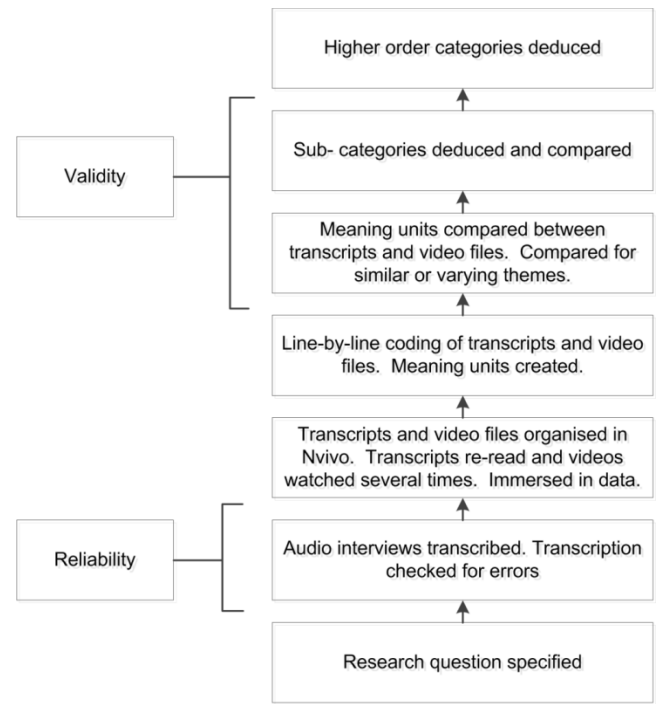 Higher order categories deduced
Sub- categories deduced and compared
Validity
Meaning units compared between
transcripts and video files.  Compared for
similar or varying themes.
Line-by-line coding of transcripts and video
files.  Meaning units created.
Transcripts and video files organised in
Nvivo.  Transcripts re-read and videos
watched several times.  Immersed in data.
Reliability
Audio interviews transcribed. Transcription
checked for errors
Research question specified